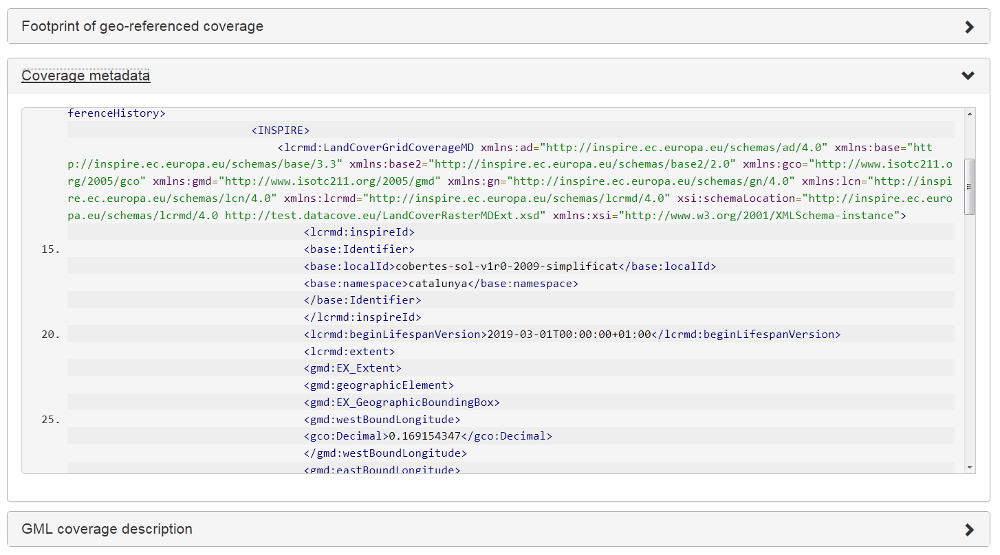 Footprint of geo-referenced coverage
Coverage metadata
ferenceHistory>
<INSPIRE>
<lcrmd:LandCoverGridCoverageMD xmlns:ad="http://inspire.ec.europa.eu/schemas/ad/4.0" xmlns:base="htt
p://inspire.ec.europa.eu/schemas/base/3.3" xmlns:base2="http://inspire.ec.europa.eu/schemas/base2/2.0" xmlns:gco="http://www.isotc211.o
rg/2005/gco" xmlns:gmd="http://www.isotc211.org/2005/gmd" xmlns:gn="http://inspire.ec.europa.eu/schemas/gn/4.0" xmlns:lcn="http://inspi
re.ec.europa.eu/schemas/lcn/4.0" xmlns:lcrmd="http://inspire.ec.europa.eu/schemas/lcrmd/4.0" xsi:schemaLocation="http://inspire.ec.euro
pa.eu/schemas/lcrmd/4.0 http://test.datacove.eu/LandCoverRasterMDExt.xsd" xmlns:xsi="http://www.w3.org/2001/XMLSchema-instance">
<lcrmd:inspireId>
15. <base:Identifier>
<base:localId>cobertes-sol-v1r0-2009-simplificat</base:localId>
<base:namespace>catalunya</base:namespace>
</base:Identifier>
</lcrmd:inspireId>
20. <lcrmd:beginLifespanVersion>2019-03-01T00:00:00+01:00</lcrmd:beginLifespanVersion>
<lcrmd:extent>
<gmd:EX_Extent>
<gmd:geographicElement>
<gmd:EX_GeographicBoundingBox>
25. <gmd:westBoundLongitude>
<gco:Decimal>0.169154347</gco:Decimal>
</gmd:westBoundLongitude>
<gmd:eastBoundLongitude>
GML coverage description